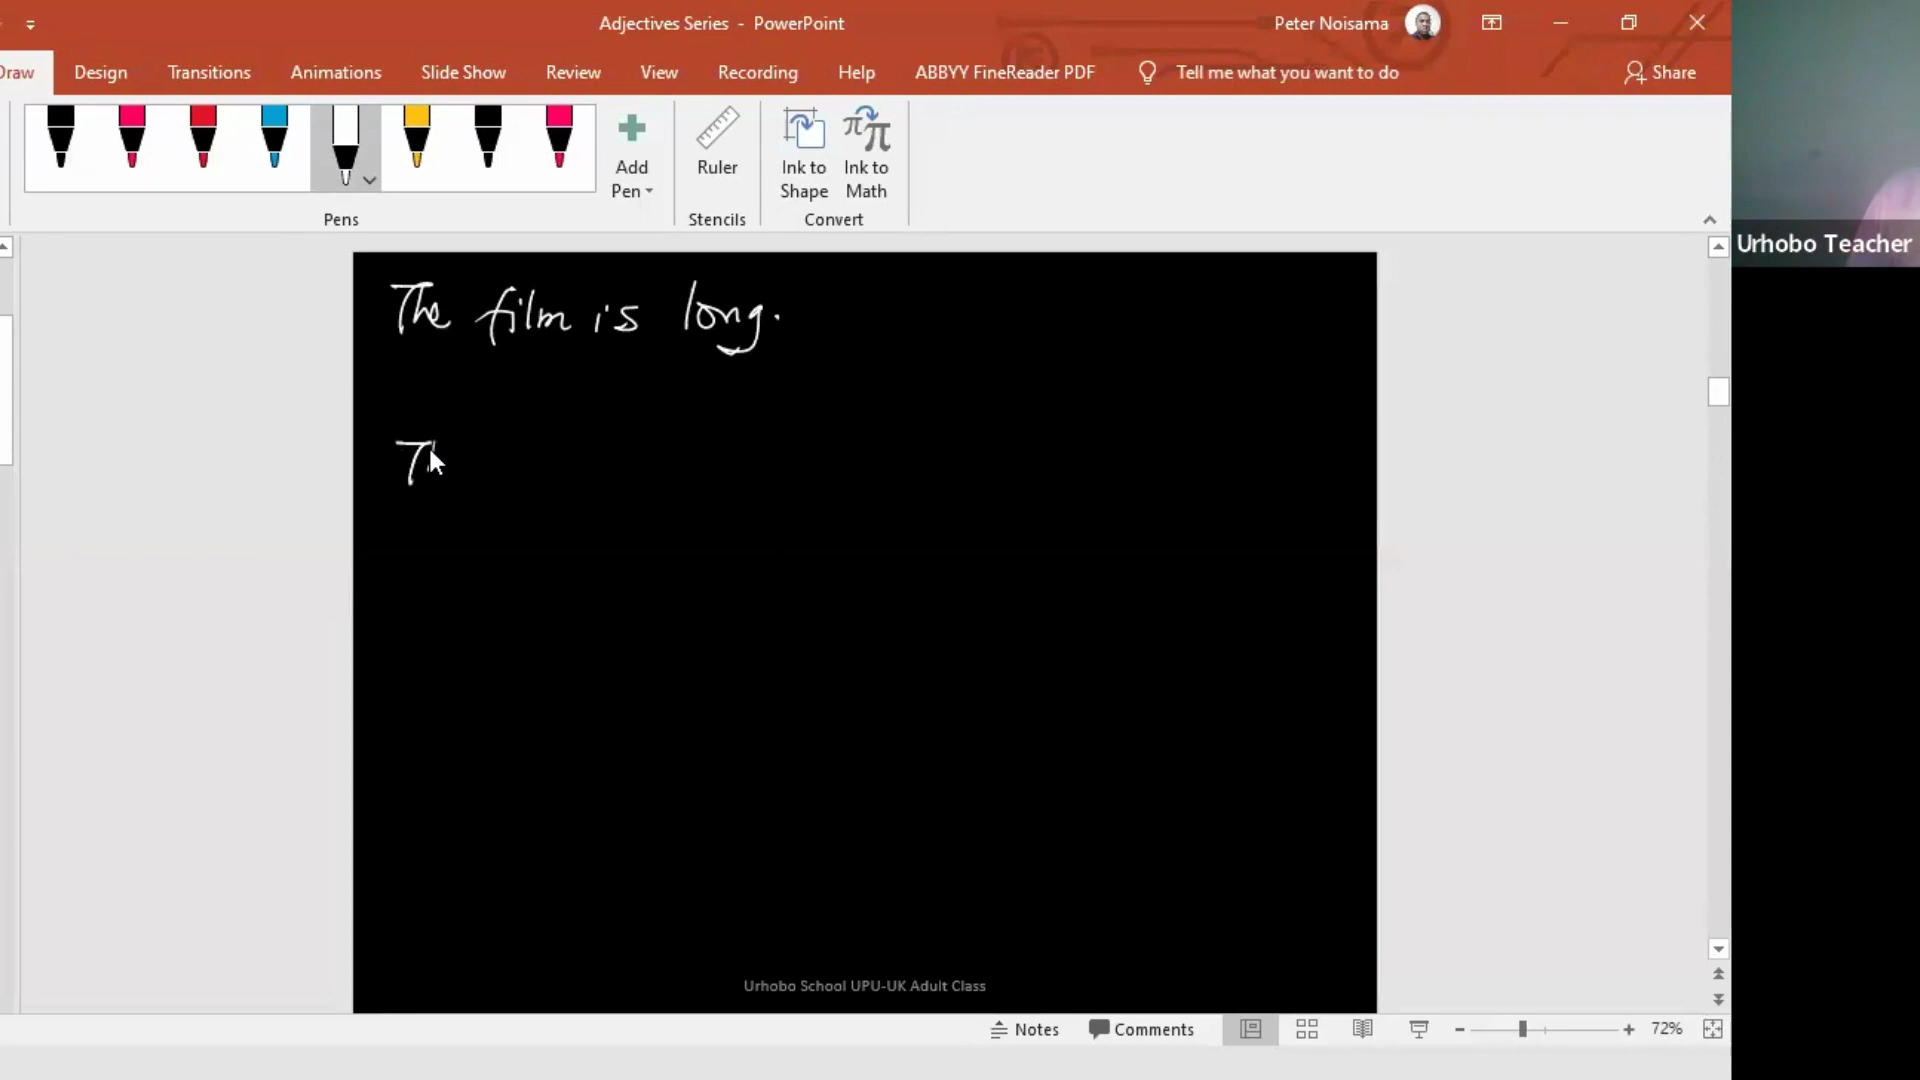 Adjectives Series - PowerPoint
Peter Noisama
Draw Design Transitions Animations Slide Show Review View Recording Help ABBYY FineReader PDF Tell me what you want to do Share
Add Pen
Ruler
Ink to Shape
Ink to Math
Pens
Stencils
Convert
Urhobo Teacher
The film is long.
Urhobo School UPU-UK Adult Class
Notes Comments 72%